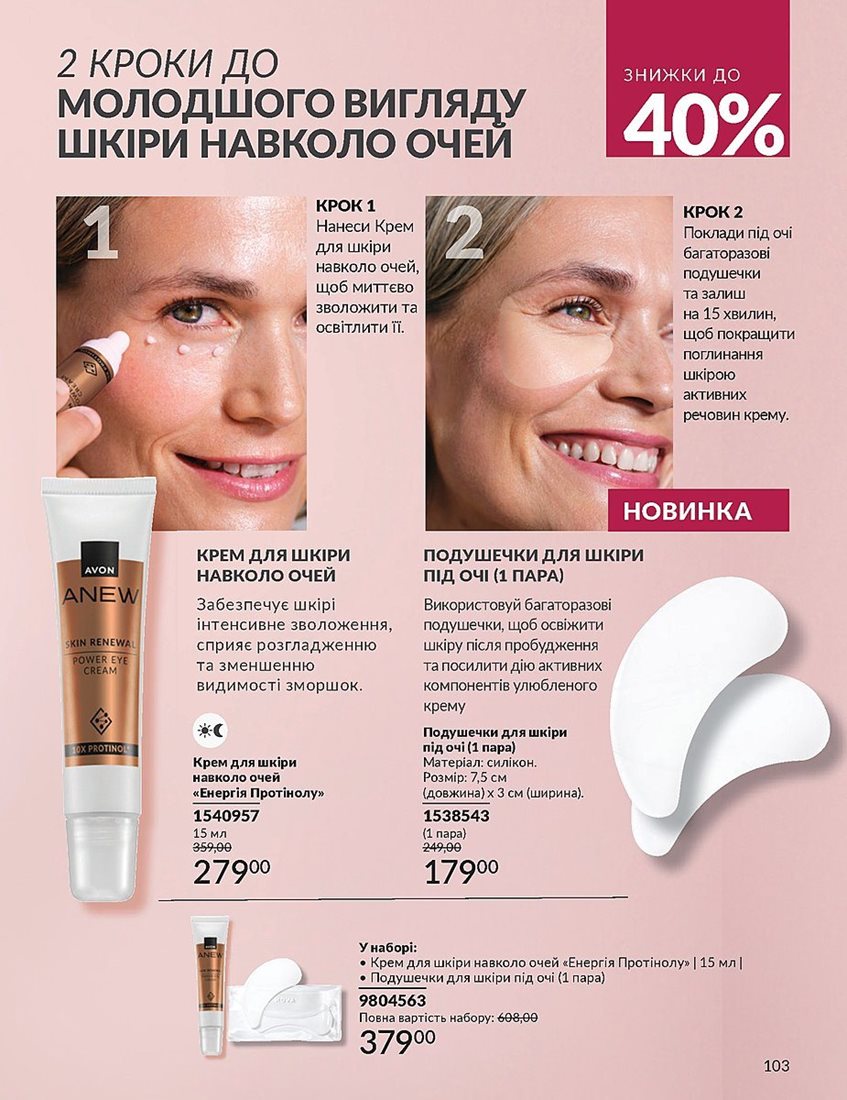 2 КРОКИ ДО
МОЛОДШОГО ВИГЛЯДУ
ШКІРИ НАВКОЛО ОЧЕЙ
ЗНИЖКИ ДО
40%
1
КРОК 1
Нанеси Крем
для шкіри
навколо очей,
щоб миттєво
зволожити та
освітлити її.
2
КРОК 2
Поклади під очі
багаторазові
подушечки
та залиш
на 15 хвилин,
щоб покращити
поглинання
шкірою
активних
речовин крему.
НОВИНКА
AVON
ANEW
SKIN RENEWAL
POWER EYE
CREAM
10X PROTINOL
КРЕМ ДЛЯ ШКІРИ
НАВКОЛО ОЧЕЙ
Забезпечує шкірі
інтенсивне зволоження,
сприяє розгладженню
та зменшенню
видимості зморшок.
Крем для шкіри
навколо очей
«Енергія Протінолу»
1540957
15 мл
359,00
27900
ПОДУШЕЧКИ ДЛЯ ШКІРИ
ПІД ОЧІ (1 ПАРА)
Використовуй багаторазові
подушечки, щоб освіжити
шкіру після пробудження
та посилити дію активних
компонентів улюбленого
крему
Подушечки для шкіри
під очі (1 пара)
Матеріал: силікон.
Розмір: 7,5 см
(довжина) х 3 см (ширина).
1538543
(1 пара)
249,00
17900
AVON
ANEW
У наборі:
• Крем для шкіри навколо очей «Енергія Протінолу» | 15 мл |
• Подушечки для шкіри під очі (1 пара)
9804563
Повна вартість набору: 608,00
37900
103